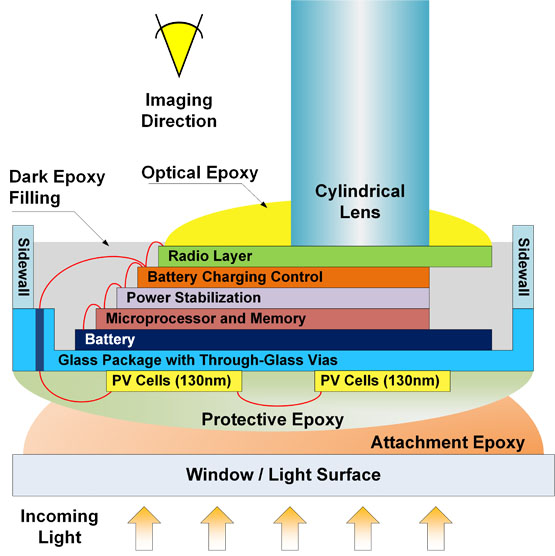 Imaging
Direction
Optical Epoxy
Dark Epoxy
Filling
Cylindrical
Lens
Sidewall
Sidewall
Radio Layer
Battery Charging Control
Power Stabilization
Microprocessor and Memory
Battery
Glass Package with Through-Glass Vias
PV Cells (130nm)
PV Cells (130nm)
Protective Epoxy
Attachment Epoxy
Window / Light Surface
Incoming
Light